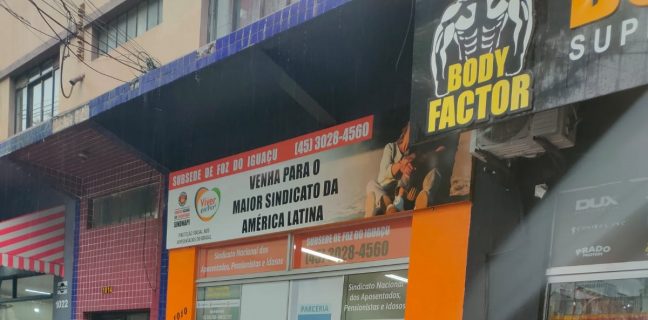 BODY
FACTOR
SUP
SUBSEDE DE FOZ DO IGUAÇU (45) 3028-4560
VENHA PARA O
MAIOR SINDICATO DA
AMÉRICA LATINA
Viver
SINDNAPI
SUBSEDE DE FOZ DO IGUAÇU
(45) 3028-4560
Sindicato Nacional dos
Aposentados, Pensionistas e Idosos
Sindicato Nacional
dos Aposentados,
Pensionistas e Idosos
PARCERIA
1022
1010
DUX
PRADO